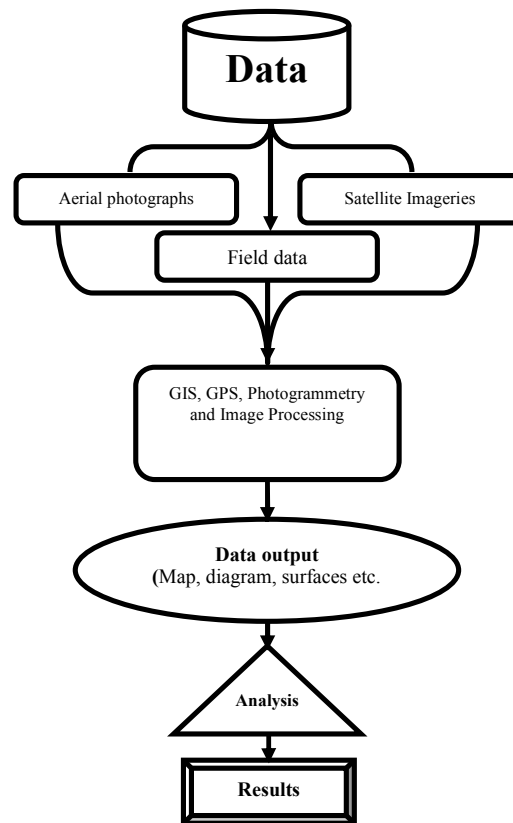 Data
Aerial photographs
Satellite Imageries
Field data
GIS, GPS, Photogrammetry
and Image Processing
Data output
(Map, diagram, surfaces etc.
Analysis
Results